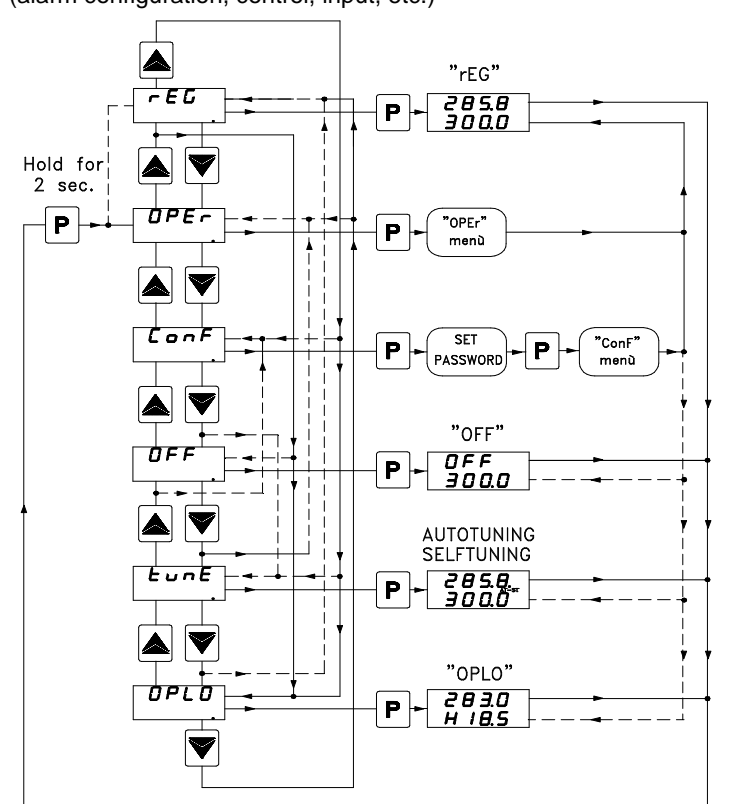 (alarm configuration, control, input, etc.)
"rEG"
rEG
P
285.8
300.0
Hold for
2 sec.
P
OPEr
P
"OPEr"
menù
ConF
P
SET
PASSWORD
P
"ConF"
menù
"OFF"
OFF
P
OFF
300.0
AUTOTUNING
SELFTUNING
tunE
P
285.8
300.0
"OPLO"
OPLO
P
283.0
H 18.5